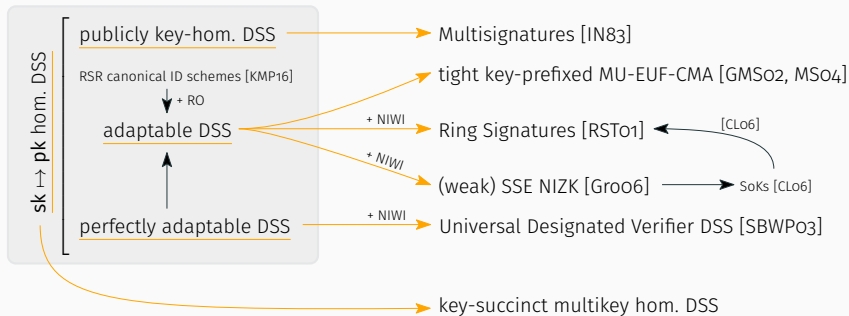 sk ↦ pk hom. DSS
publicly key-hom. DSS
Multisignatures [IN83]
RSR canonical ID schemes [KMP16]
+ RO
tight key-prefixed MU-EUF-CMA [GMS02, MS04]
adaptable DSS
+ NIWI
Ring Signatures [RST01]
[CL06]
+ NIWI
(weak) SSE NIZK [Gro06]
SoKs [CL06]
perfectly adaptable DSS
+ NIWI
Universal Designated Verifier DSS [SBWP03]
key-succinct multikey hom. DSS